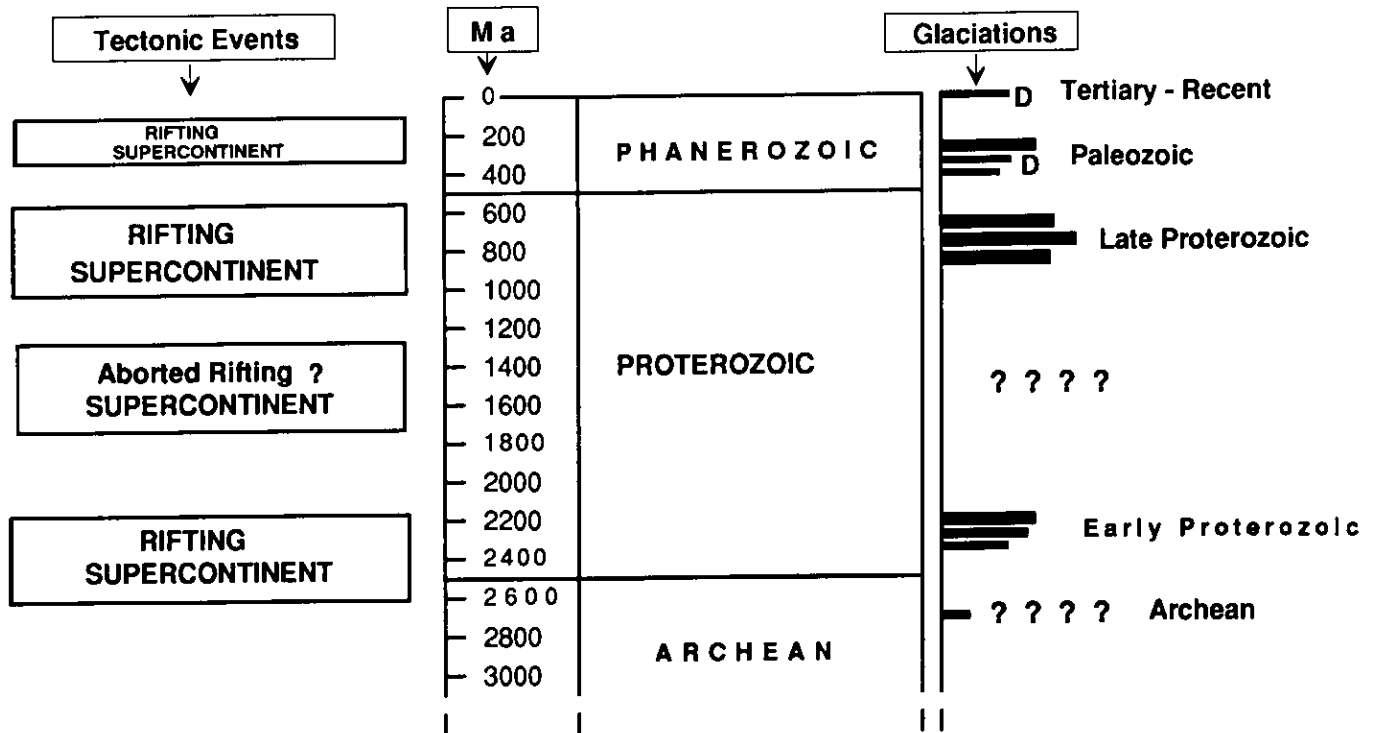 Tectonic Events
Ma
Glaciations
RIFTING
SUPERCONTINENT
RIFTING
SUPERCONTINENT
Aborted Rifting ?
SUPERCONTINENT
RIFTING
SUPERCONTINENT
0
200
400
600
800
1000
1200
1400
1600
1800
2000
2200
2400
2600
2800
3000
PHANEROZOIC
PROTEROZOIC
ARCHEAN
D Tertiary - Recent
D Paleozoic
Late Proterozoic
? ? ? ?
Early Proterozoic
? ? ? ? Archean